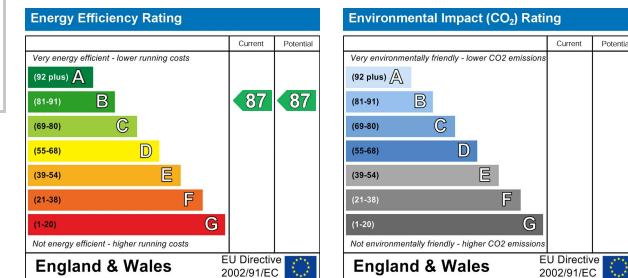 Energy Efficiency Rating
Current Potential
Very energy efficient - lower running costs
(92 plus) A
(81-91) B 87 87
(69-80) C
(55-68) D
(39-54) E
(21-38) F
(1-20) G
Not energy efficient - higher running costs
England & Wales EU Directive 2002/91/EC
Environmental Impact (CO₂) Rating
Current Potentia
Very environmentally friendly - lower CO2 emissions
(92 plus) A
(81-91) B
(69-80) C
(55-68) D
(39-54) E
(21-38) F
(1-20) G
Not environmentally friendly - higher CO2 emissions
England & Wales EU Directive 2002/91/EC